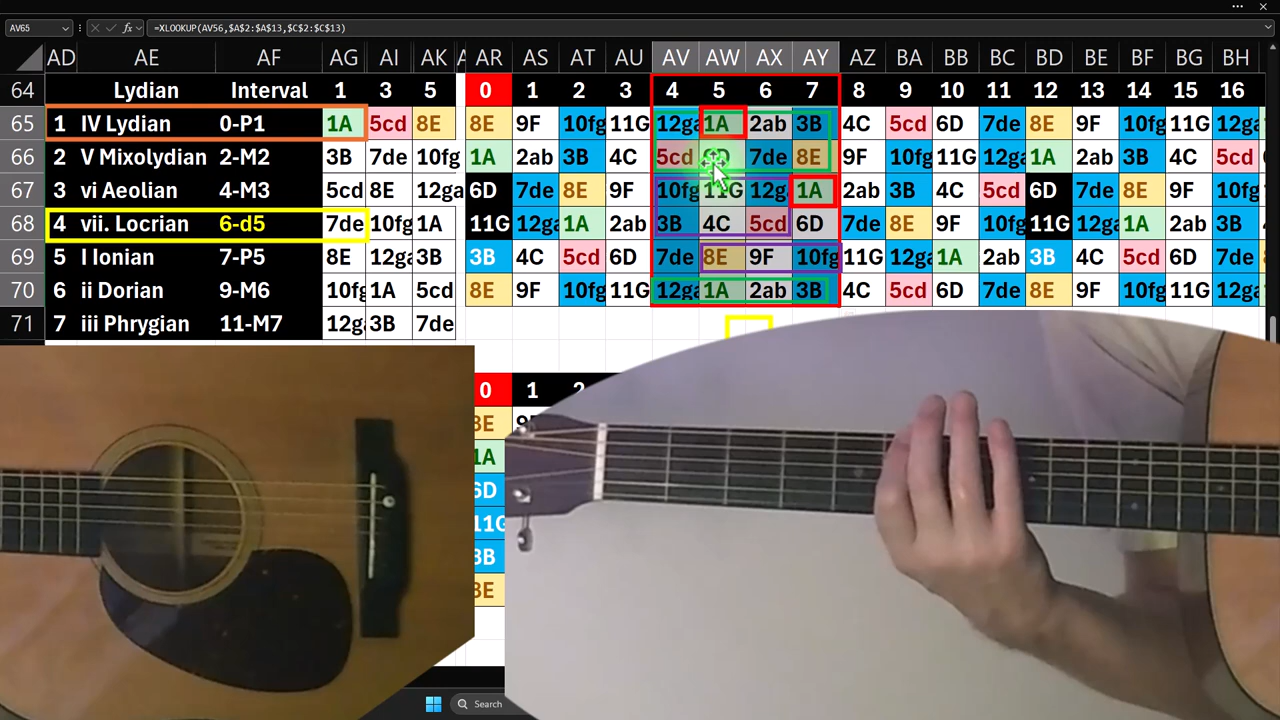 AV65 fx =XLOOKUP(AV56,$A$2:$A$13,$C$2:$C$13)
AD AE AF AG AI AK AR AS AT AU AV AW AX AY AZ BA BB BC BD BE BF BG BH
64 Lydian Interval 1 3 5 0 1 2 3 4 5 6 7 8 9 10 11 12 13 14 15 16
65 1 IV Lydian 0-P1 1A 5cd 8E 8E 9F 10fg 11G 12ga 1A 2ab 3B 4C 5cd 6D 7de 8E 9F 10fg 11G 12ga
66 2 V Mixolydian 2-M2 3B 7de 10fg 1A 2ab 3B 4C 5cd 6D 7de 8E 9F 10fg 11G 12ga 1A 2ab 3B 4C 5cd
67 3 vi Aeolian 4-M3 5cd 8E 12ga 6D 7de 8E 9F 10fg 11G 12ga 1A 2ab 3B 4C 5cd 6D 7de 8E 9F 10fg
68 4 vii. Locrian 6-d5 7de 10fg 1A 11G 12ga 1A 2ab 3B 4C 5cd 6D 7de 8E 9F 10fg 11G 12ga 1A 2ab 3B
69 5 I Ionian 7-P5 8E 12ga 3B 3B 4C 5cd 6D 7de 8E 9F 10fg 11G 12ga 1A 2ab 3B 4C 5cd 6D 7de
70 6 ii Dorian 9-M6 10fg 1A 5cd 8E 9F 10fg 11G 12ga 1A 2ab 3B 4C 5cd 6D 7de 8E 9F 10fg 11G 12ga
71 7 iii Phrygian 11-M7 12ga 3B 7de
0 1
8E
1A
6D
11G
3B
8E
Search